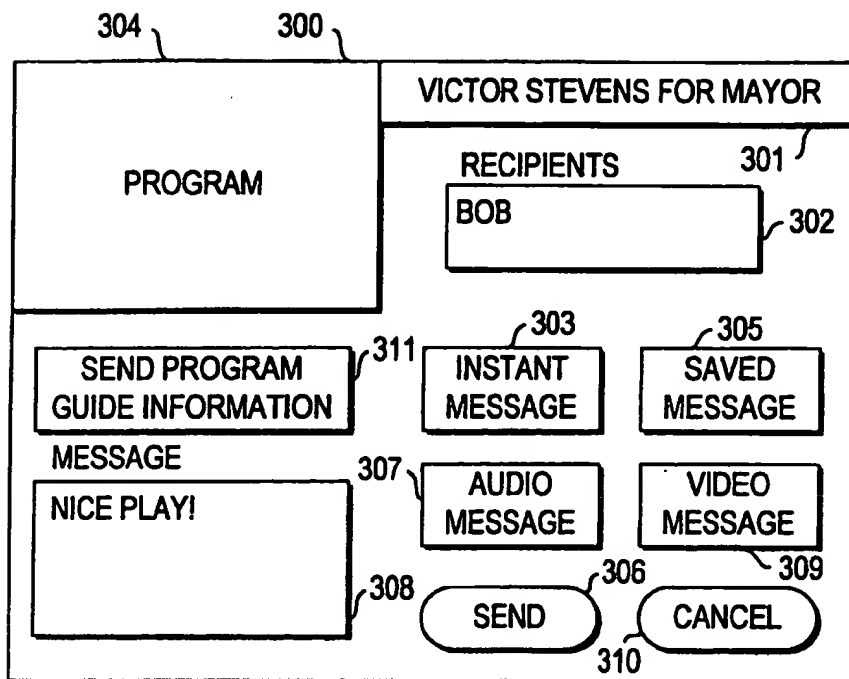 304
300
VICTOR STEVENS FOR MAYOR
301
PROGRAM
RECIPIENTS
BOB
302
303
305
SEND PROGRAM
GUIDE INFORMATION
311
INSTANT
MESSAGE
SAVED
MESSAGE
MESSAGE
307
AUDIO
MESSAGE
VIDEO
MESSAGE
309
NICE PLAY!
308
306
SEND
CANCEL
310